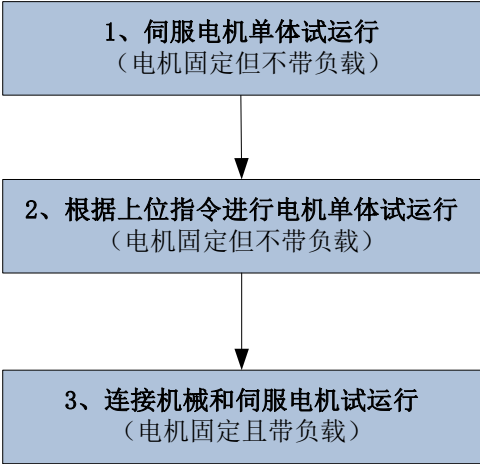 1、伺服电机单体试运行
（电机固定但不带负载）
2、根据上位指令进行电机单体试运行
（电机固定但不带负载）
3、连接机械和伺服电机试运行
（电机固定且带负载）